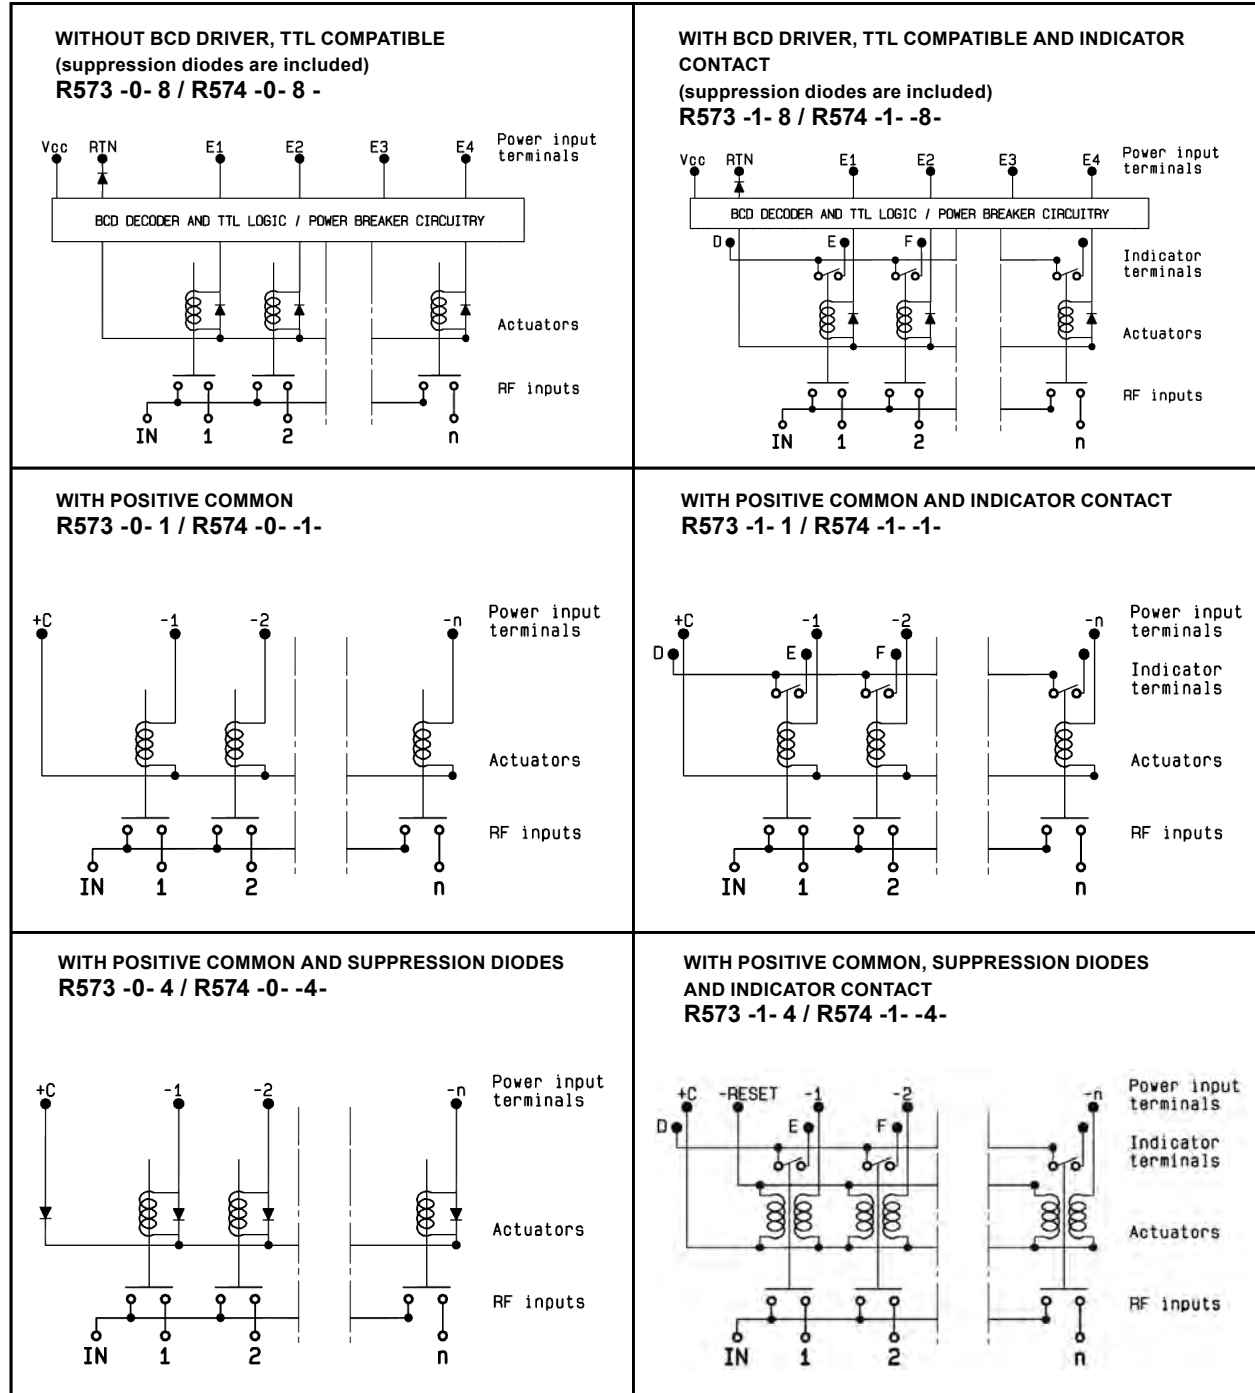 WITHOUT BCD DRIVER, TTL COMPATIBLE
(suppression diodes are included)
R573 -0- 8 / R574 -0- 8 -
Vcc RTN E1 E2 E3 E4
Power input
terminals
BCD DECODER AND TTL LOGIC / POWER BREAKER CIRCUITRY
Actuators
RF inputs
IN 1 2 n
WITH BCD DRIVER, TTL COMPATIBLE AND INDICATOR
CONTACT
(suppression diodes are included)
R573 -1- 8 / R574 -1- -8-
Vcc RTN E1 E2 E3 E4
Power input
terminals
BCD DECODER AND TTL LOGIC / POWER BREAKER CIRCUITRY
D E F
Indicator
terminals
Actuators
RF inputs
IN 1 2 n
WITH POSITIVE COMMON
R573 -0- 1 / R574 -0- -1-
+C -1 -2 -n
Power input
terminals
Actuators
RF inputs
IN 1 2 n
WITH POSITIVE COMMON AND INDICATOR CONTACT
R573 -1- 1 / R574 -1- -1-
+C -1 -2 -n
Power input
terminals
D E F
Indicator
terminals
Actuators
RF inputs
IN 1 2 n
WITH POSITIVE COMMON AND SUPPRESSION DIODES
R573 -0- 4 / R574 -0- -4-
+C -1 -2 -n
Power input
terminals
Actuators
RF inputs
IN 1 2 n
WITH POSITIVE COMMON, SUPPRESSION DIODES
AND INDICATOR CONTACT
R573 -1- 4 / R574 -1- -4-
+C -RESET -1 -2 -n
Power input
terminals
D E F
Indicator
terminals
Actuators
RF inputs
IN 1 2 n